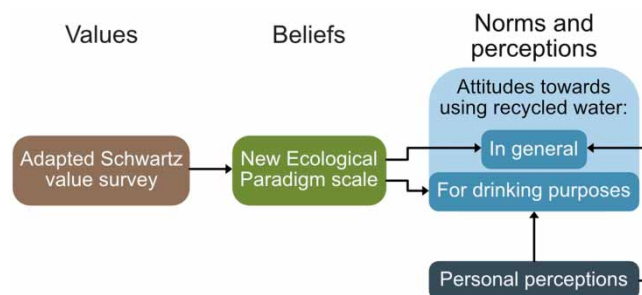 Values
Beliefs
Norms and
perceptions
Attitudes towards
using recycled water:
Adapted Schwartz
value survey
New Ecological
Paradigm scale
In general
For drinking purposes
Personal perceptions